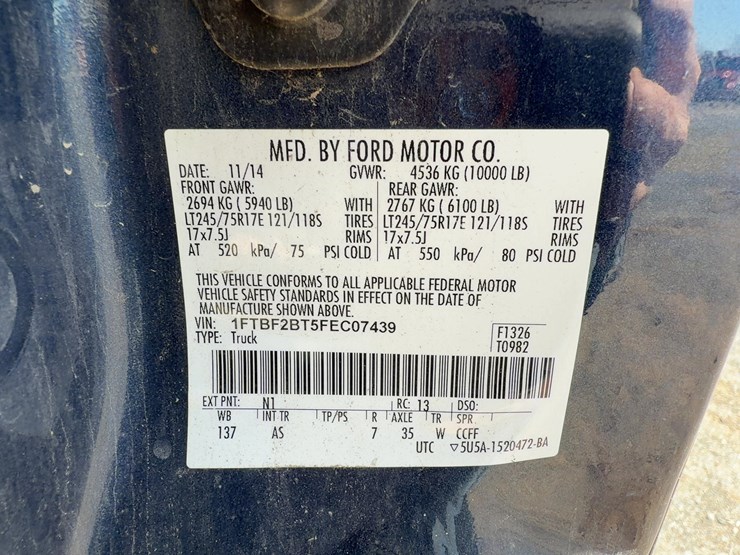 MFD. BY FORD MOTOR CO.
DATE: 11/14 GVWR: 4536 KG (10000 LB)
FRONT GAWR: REAR GAWR:
2694 KG ( 5940 LB) WITH 2767 KG ( 6100 LB) WITH
LT245/75R17E 121/118S TIRES LT245/75R17E 121/118S TIRES
17x7.5J RIMS 17x7.5J RIMS
AT 520 kPa/ 75 PSI COLD AT 550 kPa/ 80 PSI COLD
THIS VEHICLE CONFORMS TO ALL APPLICABLE FEDERAL MOTOR
VEHICLE SAFETY STANDARDS IN EFFECT ON THE DATE OF
MANUFACTURE SHOWN ABOVE.
VIN: 1FTBF2BT5FEC07439
TYPE: Truck
F1326
T0982
EXT PNT: N1 RC: 13 DSO:
WB INT TR TP/PS R AXLE TR SPR
137 AS 7 35 W CCFF
UTC ▽5U5A-1520472-BA